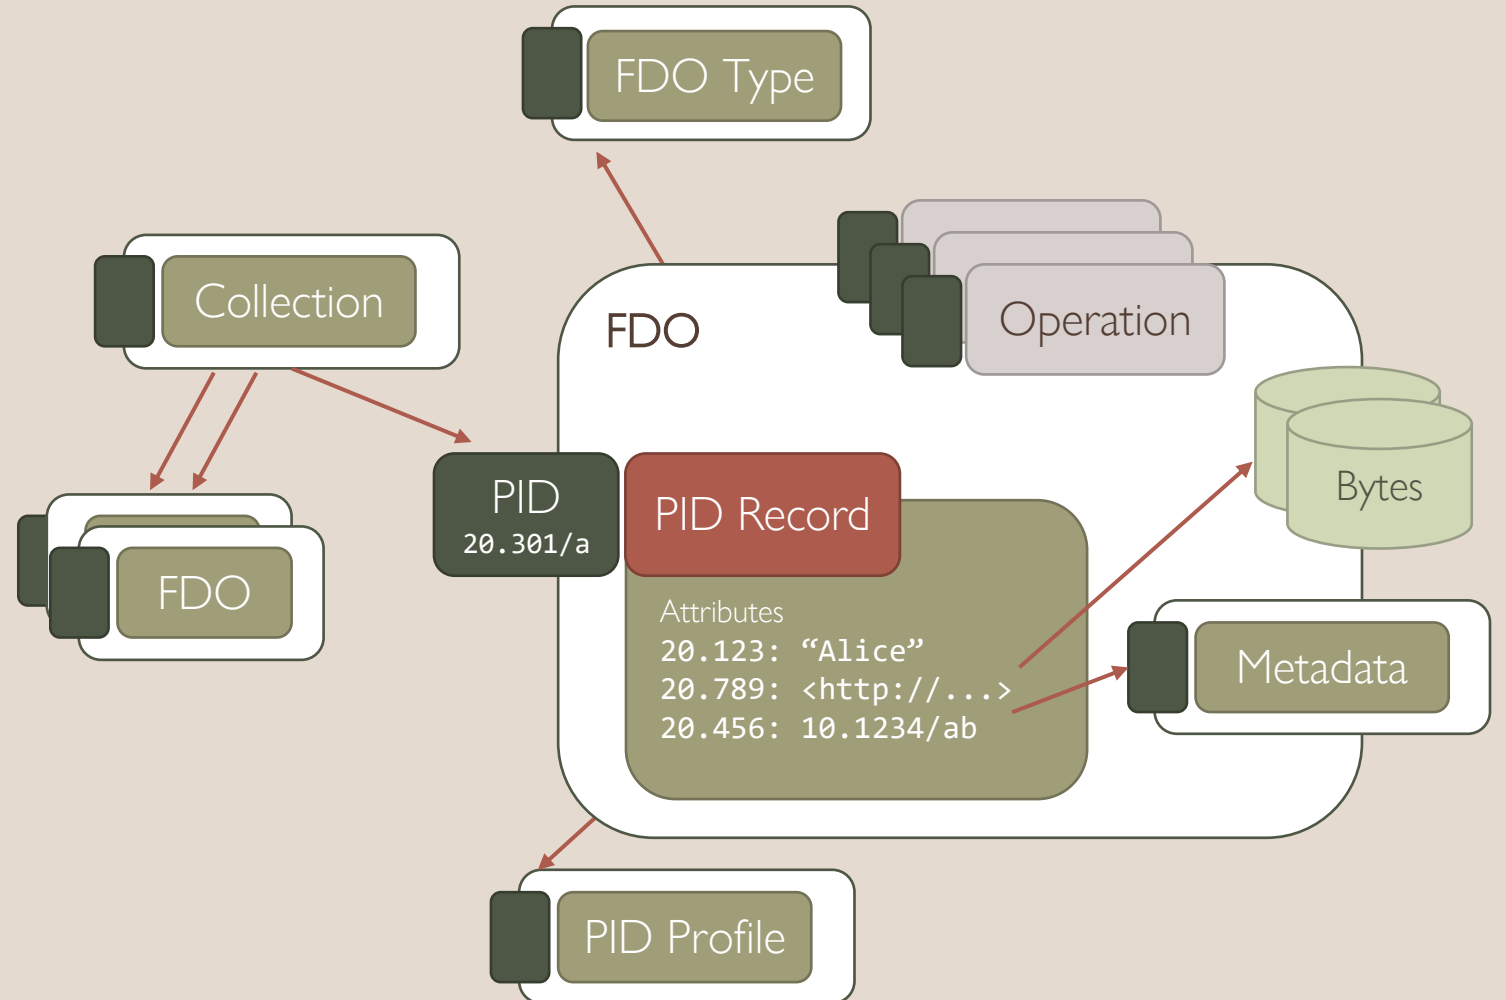 FDO Type
Collection
FDO
Operation
PID
20.301/a
PID Record
Bytes
FDO
Attributes
20.123: “Alice”
20.789: <http://...>
20.456: 10.1234/ab
Metadata
PID Profile